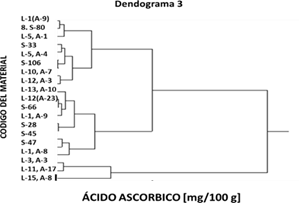 Dendograma 3
CODIGO DEL MATERIAL
L-1(A-9)
8. S-80
L-5, A-1
S-33
L-5, A-4
S-106
L-10, A-7
L-12, A-3
L-13, A-10
L-12(A-23)
S-66
L-1, A-9
S-28
S-45
S-47
L-1, A-8
L-3, A-3
L-11, A-17
L-15, A-8
ÁCIDO ASCORBICO [mg/100 g]